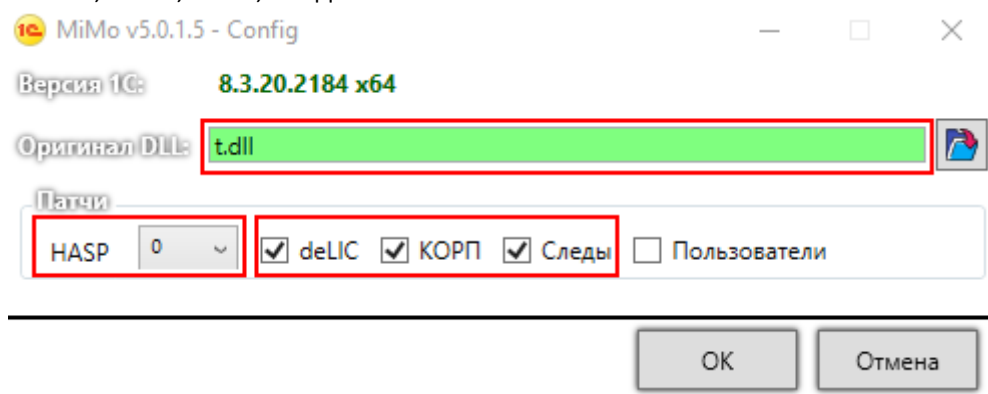 MiMo v5.0.1.5 - Config
Версия 1С: 8.3.20.2184 x64
Оригинал DLL: t.dll
Патчи
HASP 0 deLIC КОРП Следы Пользователи
OK Отмена